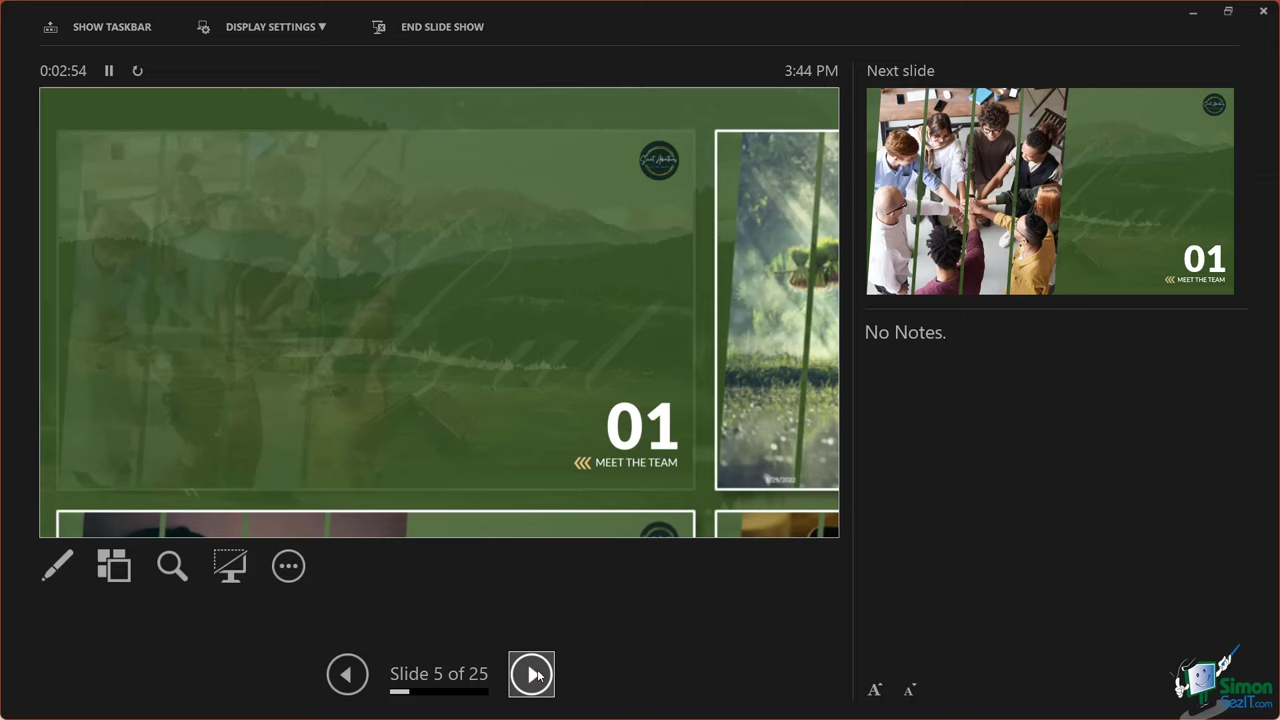 SHOW TASKBAR
DISPLAY SETTINGS ▼
END SLIDE SHOW
0:02:54
3:44 PM
Next slide
01
MEET THE TEAM
01
MEET THE TEAM
No Notes.
Slide 5 of 25
A A
Simon
SezIT.com